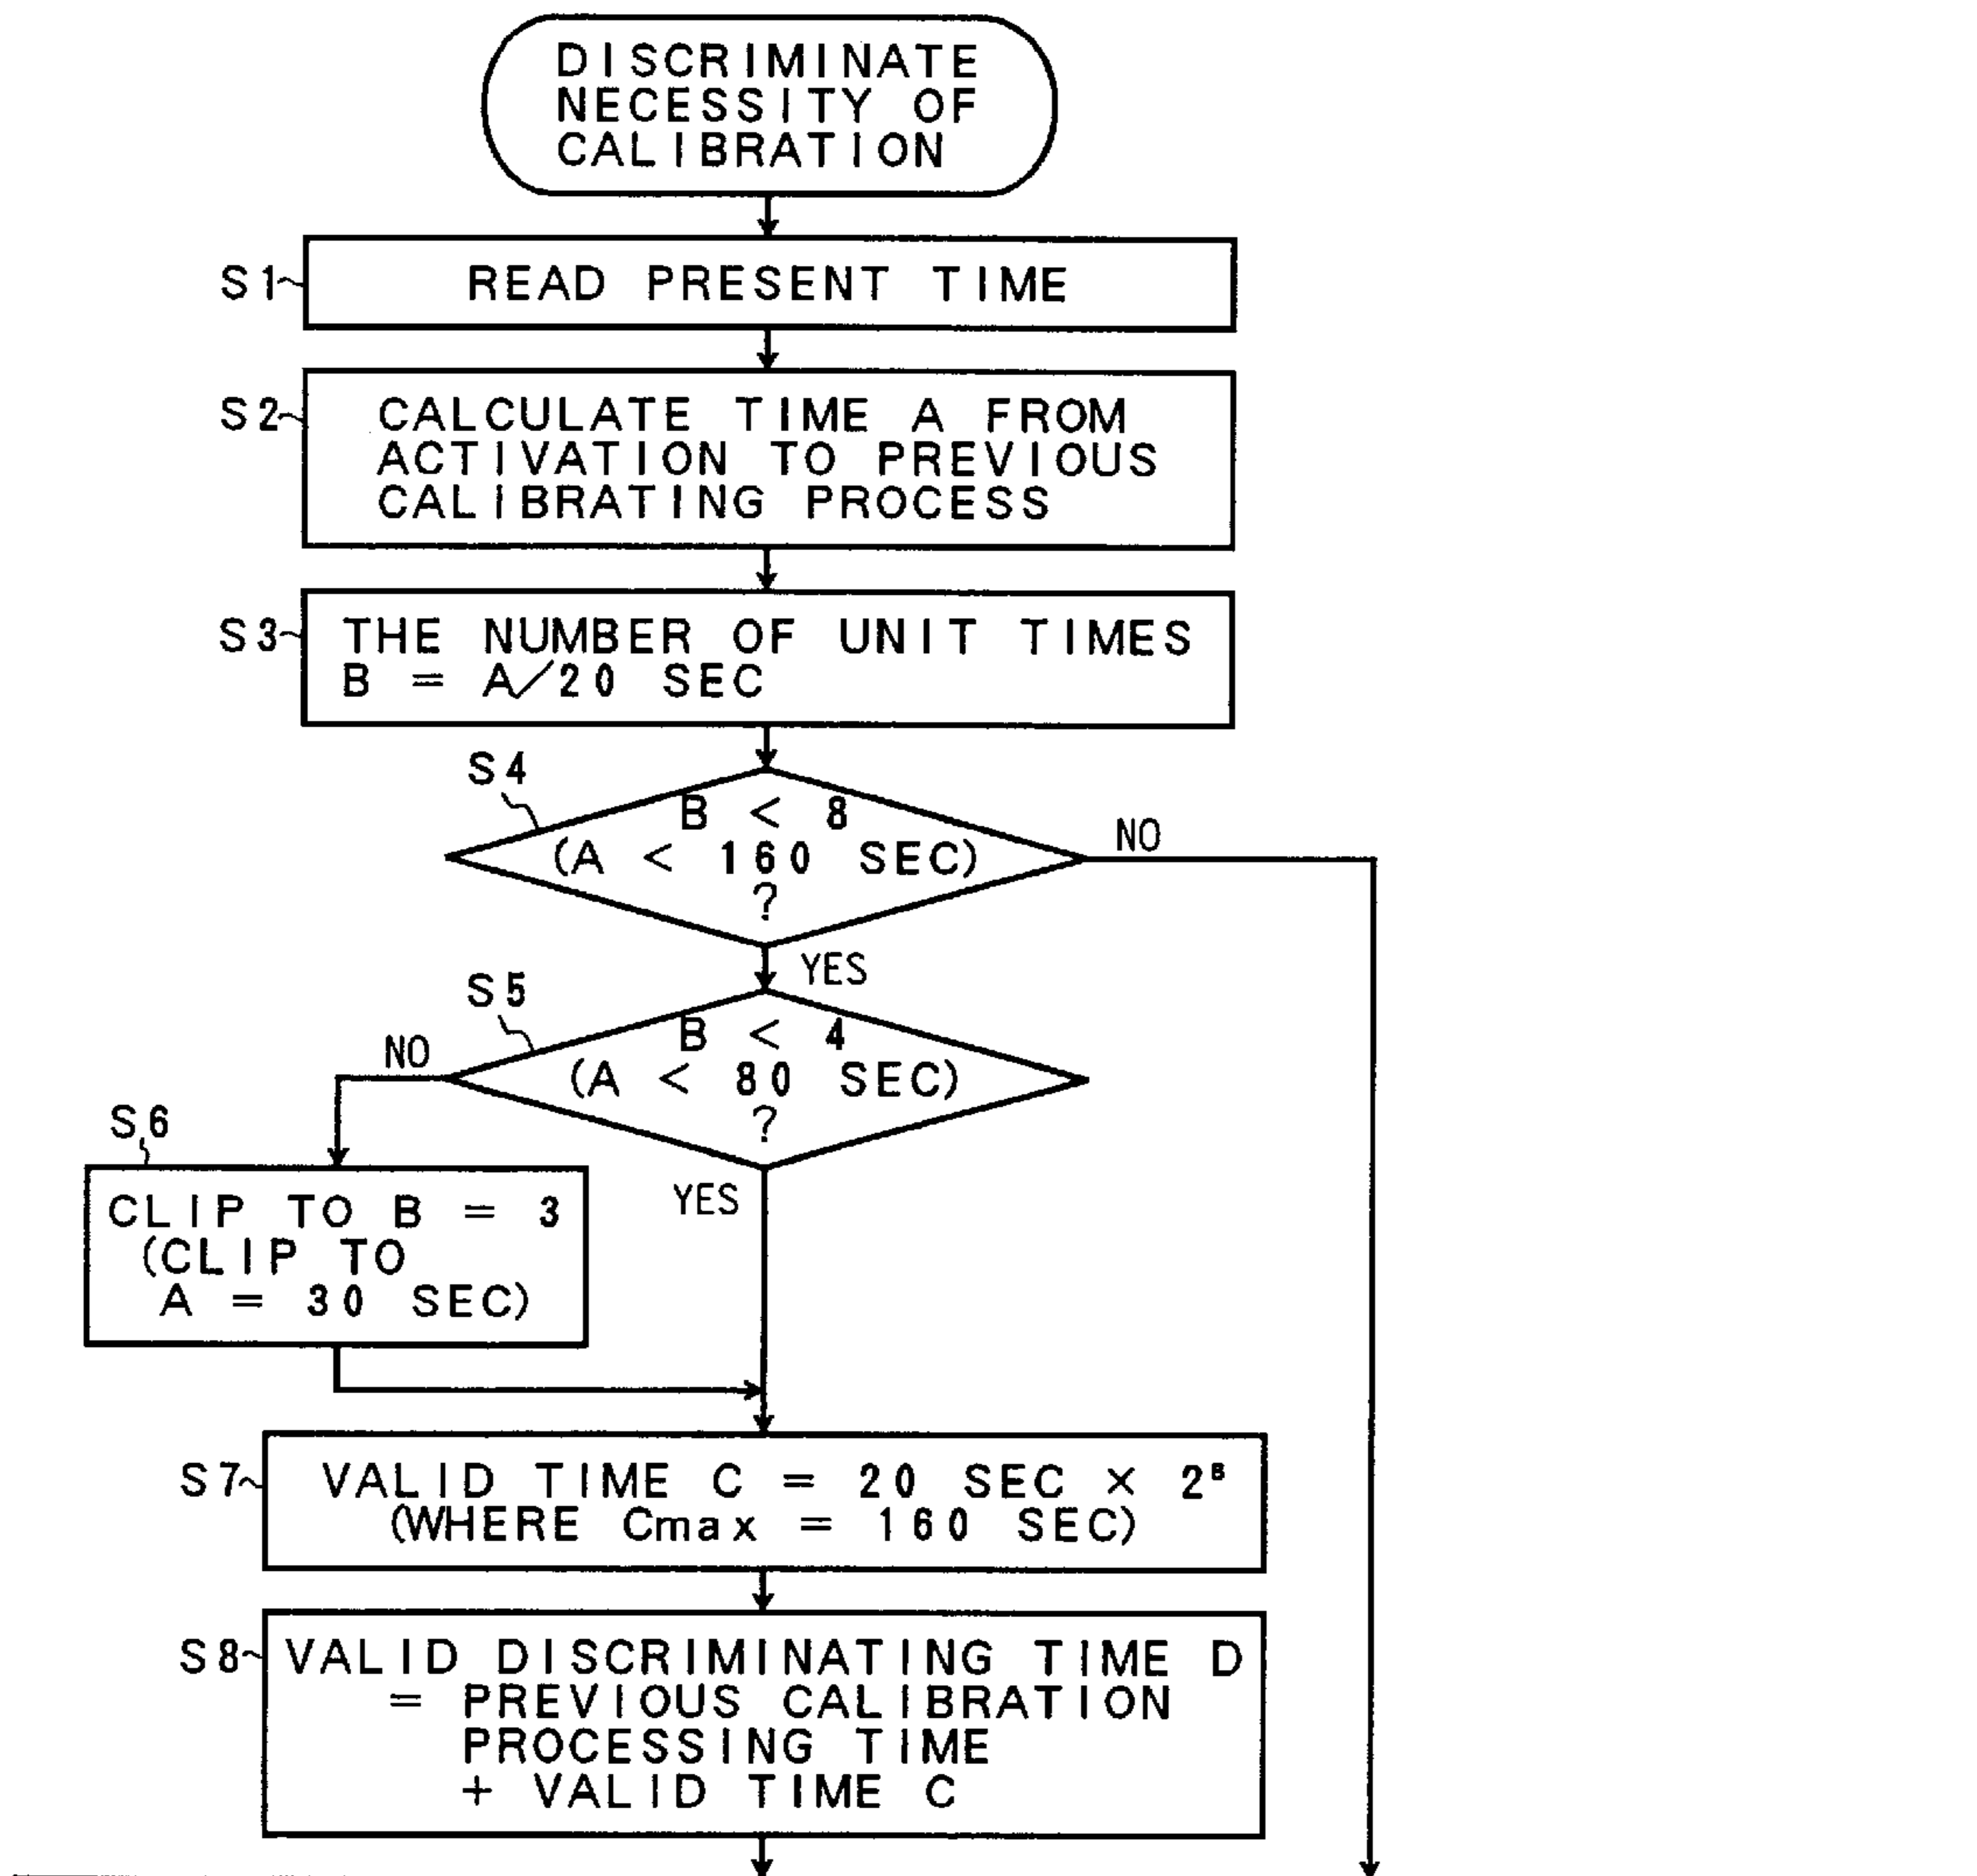 DISCRIMINATE
NECESSITY OF
CALIBRATION
S1
READ PRESENT TIME
S2
CALCULATE TIME A FROM
ACTIVATION TO PREVIOUS
CALIBRATING PROCESS
S3
THE NUMBER OF UNIT TIMES
B = A/20 SEC
S4
B < 8
(A < 160 SEC)
?
NO
YES
S5
B < 4
(A < 80 SEC)
?
NO
YES
S6
CLIP TO B = 3
(CLIP TO
A = 30 SEC)
S7
VALID TIME C = 20 SEC × 2ᴮ
(WHERE Cmax = 160 SEC)
S8
VALID DISCRIMINATING TIME D
= PREVIOUS CALIBRATION
PROCESSING TIME
+ VALID TIME C